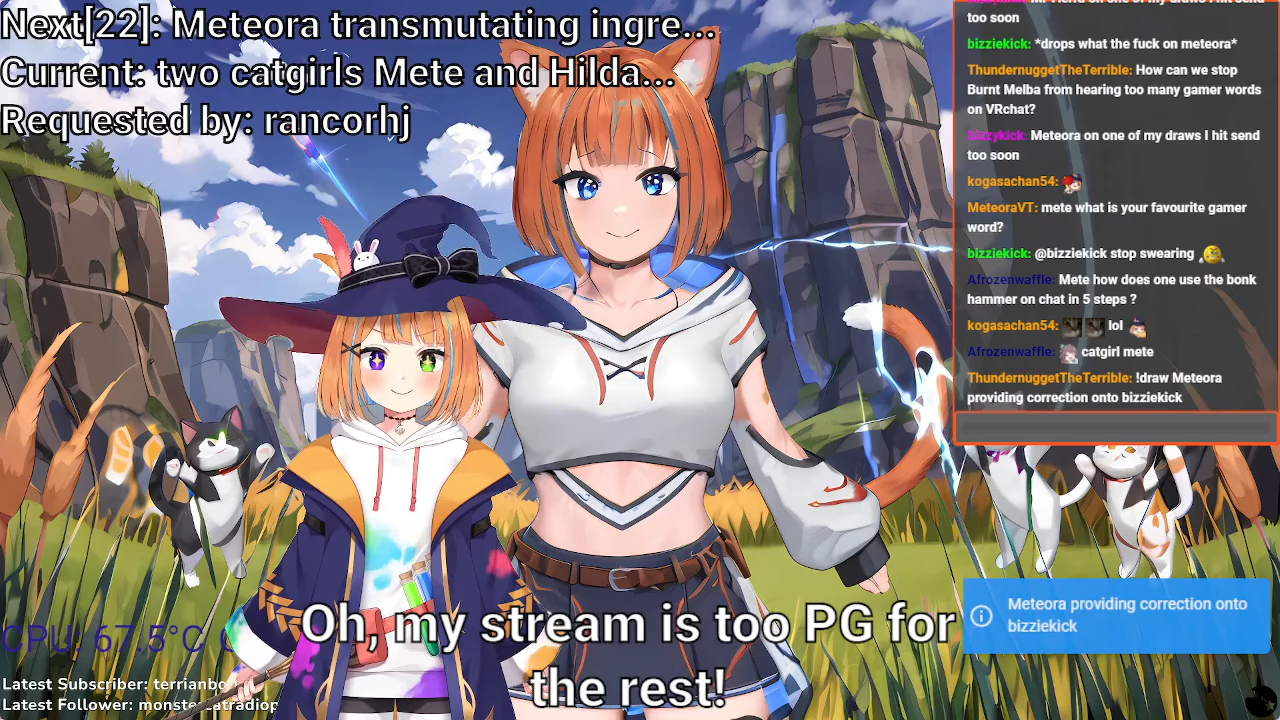 Next[22]: Meteora transmutating ingre...
Current: two catgirls Mete and Hilda...
Requested by: rancorhj
too soon
bizziekick: *drops what the fuck on meteora*
ThundernuggetTheTerrible: How can we stop
Burnt Melba from hearing too many gamer words
on VRchat?
bizzykick: Meteora on one of my draws I hit send
too soon
kogasachan54:
MeteoraVT: mete what is your favourite gamer
word?
bizziekick: @bizziekick stop swearing
Afrozenwaffle: Mete how does one use the bonk
hammer on chat in 5 steps ?
kogasachan54: lol
Afrozenwaffle: catgirl mete
ThundernuggetTheTerrible: !draw Meteora
providing correction onto bizziekick
Meteora providing correction onto
bizziekick
Oh, my stream is too PG for
the rest!
CPU: 67.5°C
Latest Subscriber:
Latest Follower: